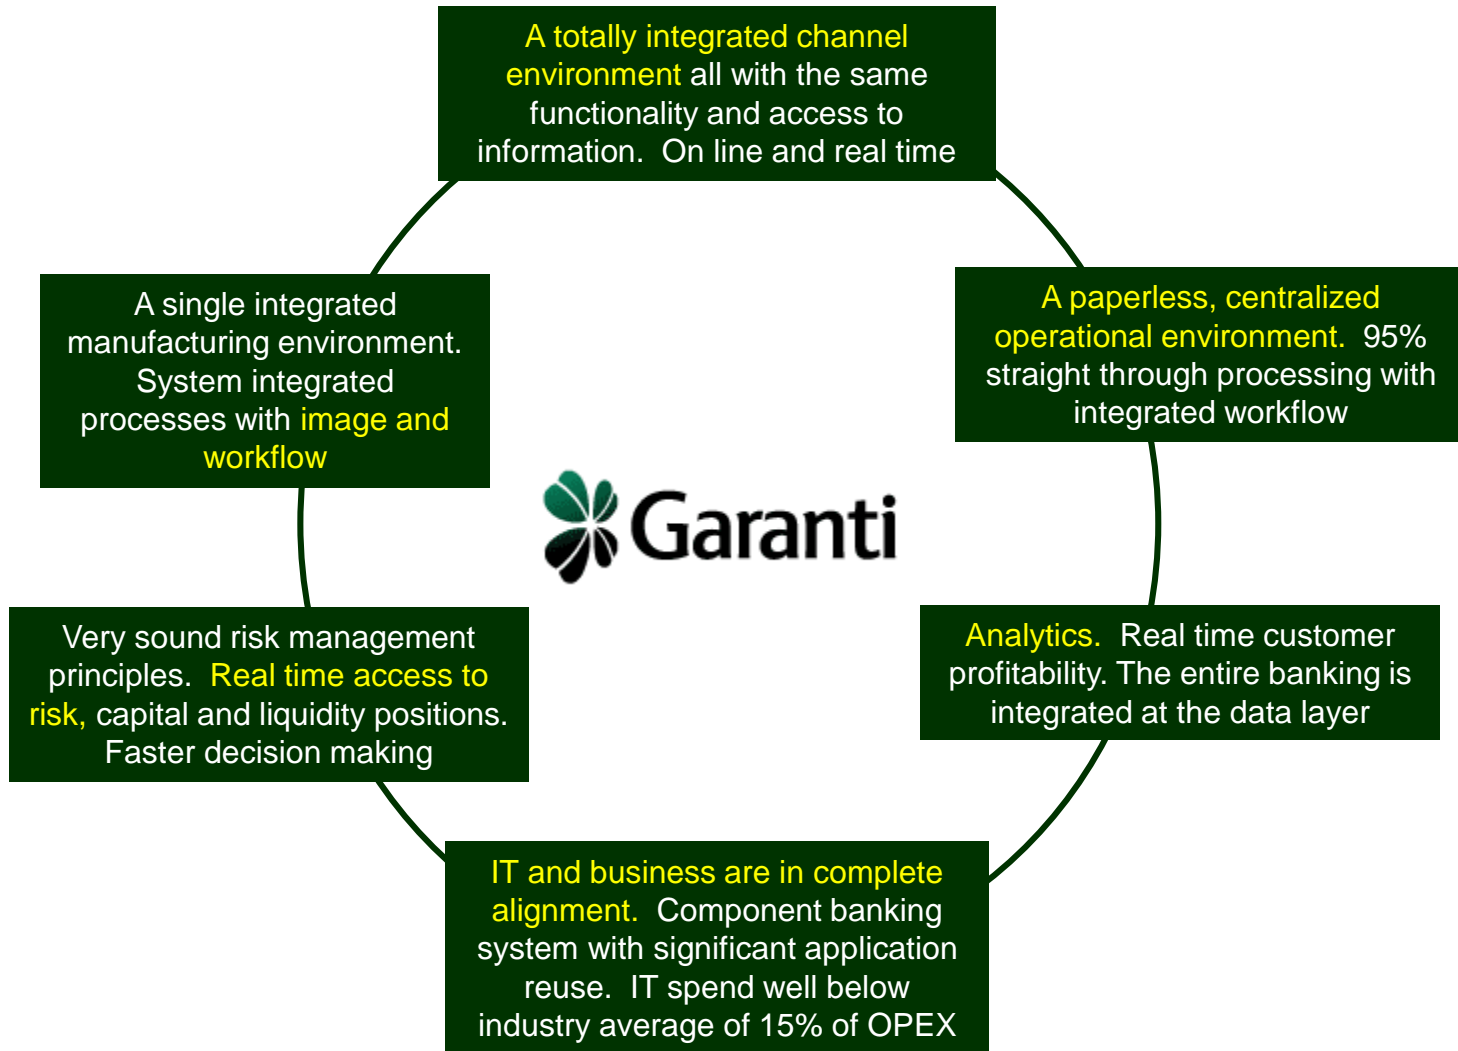 A totally integrated channel
environment all with the same
functionality and access to
information.  On line and real time
A single integrated
manufacturing environment.
System integrated
processes with image and
workflow
A paperless, centralized
operational environment.  95%
straight through processing with
integrated workflow
Garanti
Very sound risk management
principles.  Real time access to
risk, capital and liquidity positions.
Faster decision making
Analytics.  Real time customer
profitability. The entire banking is
integrated at the data layer
IT and business are in complete
alignment.  Component banking
system with significant application
reuse.  IT spend well below
industry average of 15% of OPEX